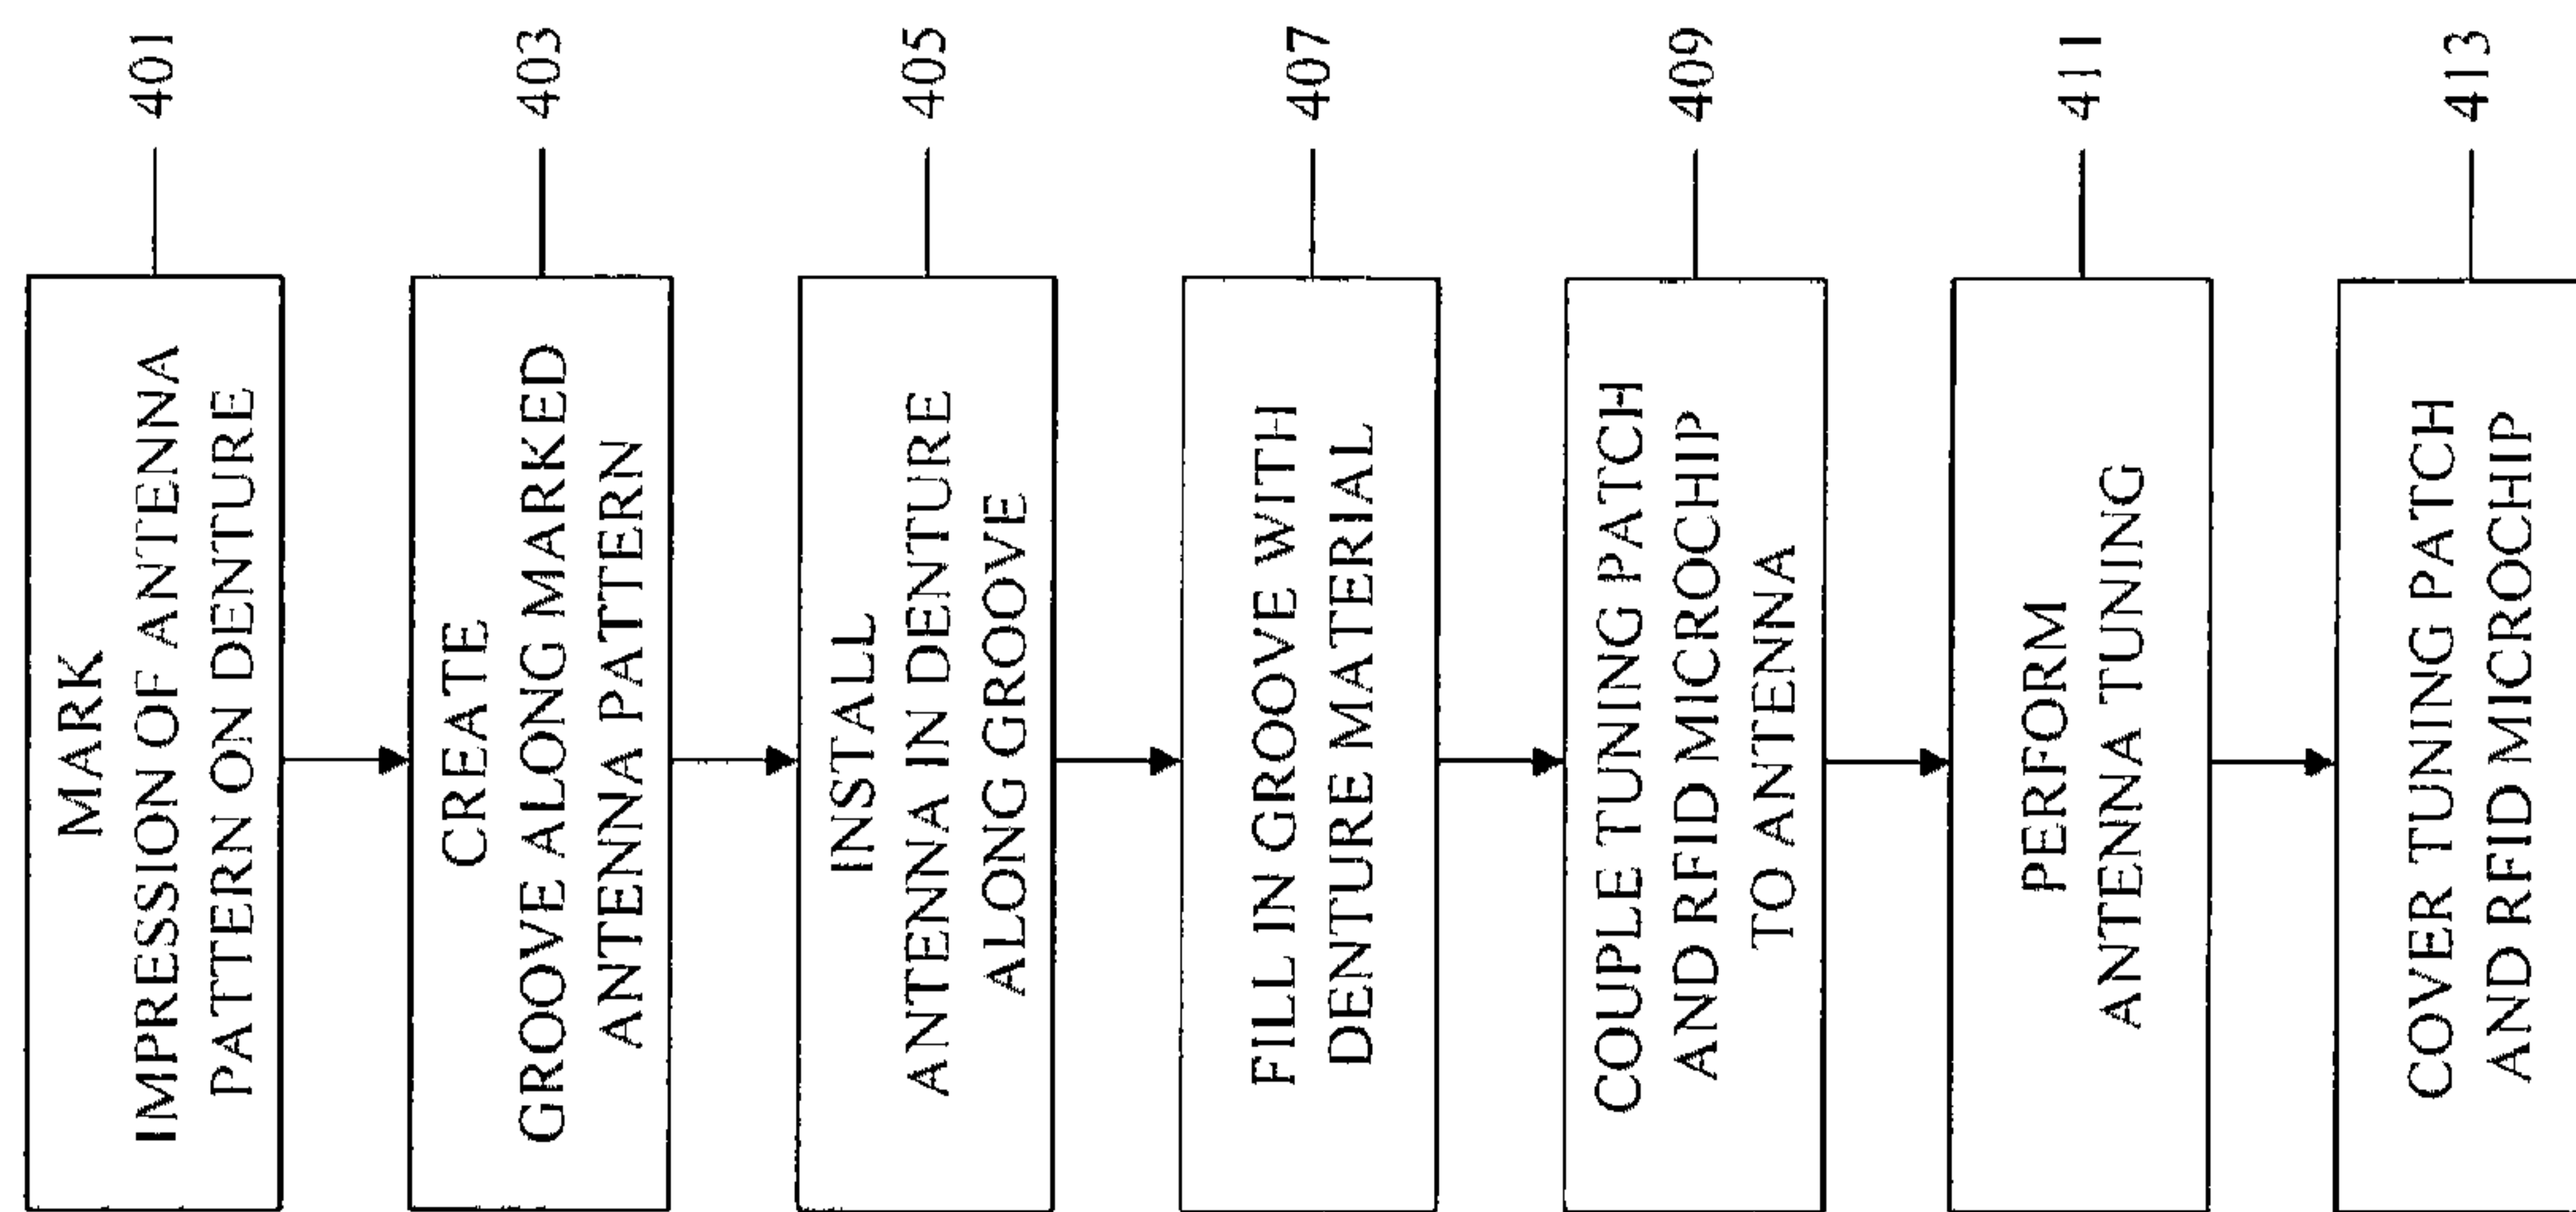 MARK
IMPRESSION OF ANTENNA
PATTERN ON DENTURE
401
CREATE
GROOVE ALONG MARKED
ANTENNA PATTERN
403
INSTALL
ANTENNA IN DENTURE
ALONG GROOVE
405
FILL IN GROOVE WITH
DENTURE MATERIAL
407
COUPLE TUNING PATCH
AND RFID MICROCHIP
TO ANTENNA
409
PERFORM
ANTENNA TUNING
411
COVER TUNING PATCH
AND RFID MICROCHIP
413